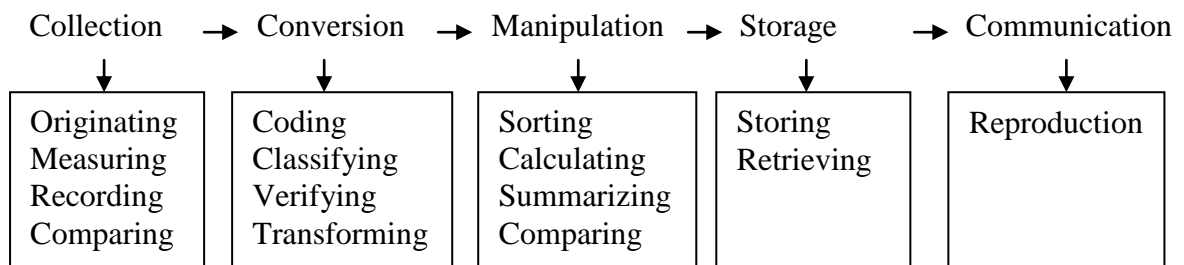 Collection Conversion Manipulation Storage Communication
Originating
Measuring
Recording
Comparing
Coding
Classifying
Verifying
Transforming
Sorting
Calculating
Summarizing
Comparing
Storing
Retrieving
Reproduction